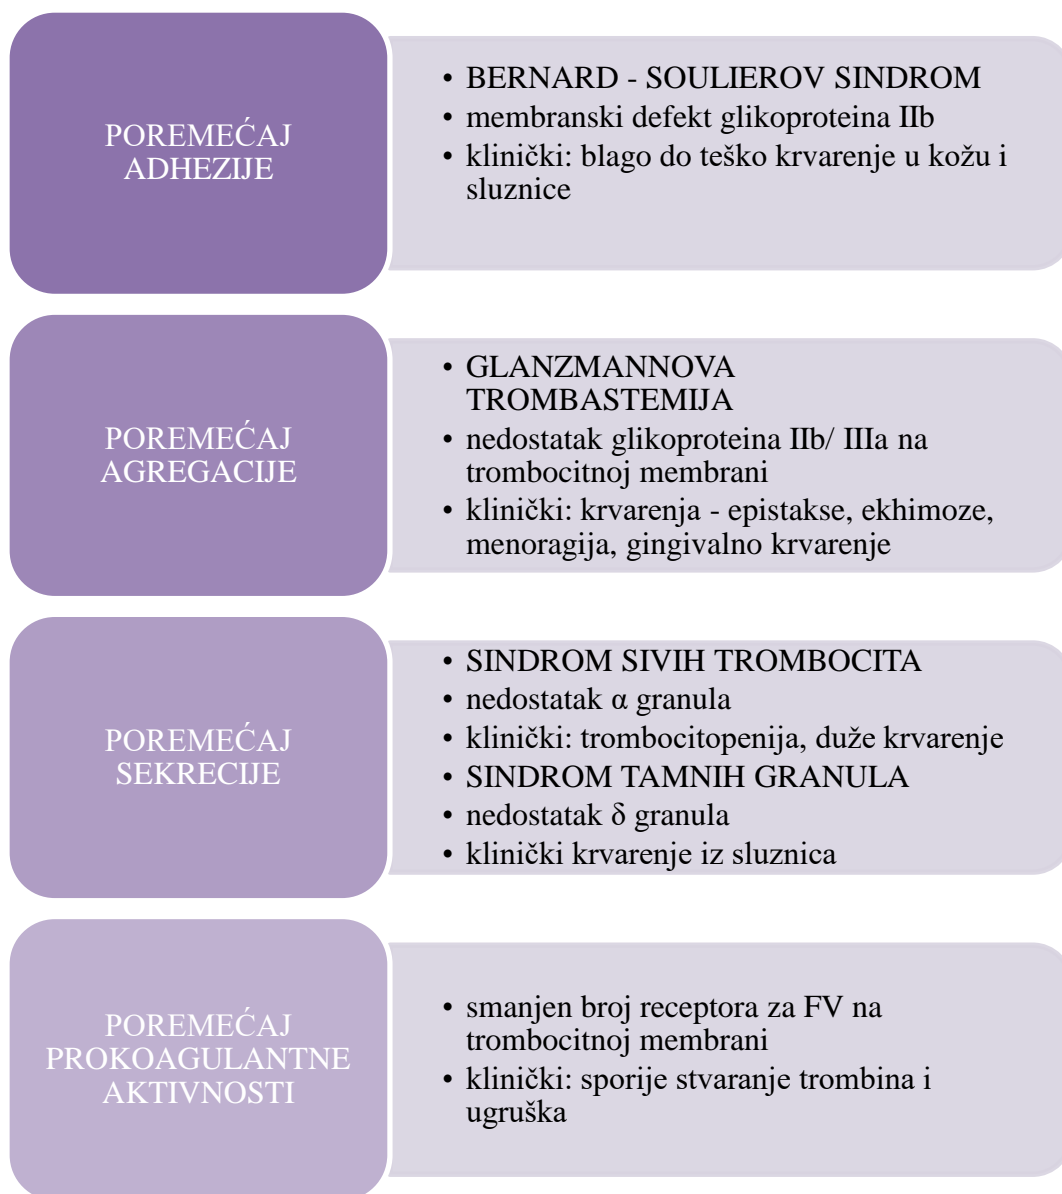 POREMEĆAJ
ADHEZIJE
• BERNARD - SOULIEROV SINDROM
• membranski defekt glikoproteina IIb
• klinički: blago do teško krvarenje u kožu i
sluznice
POREMEĆAJ
AGREGACIJE
• GLANZMANNOVA
TROMBASTEMIJA
• nedostatak glikoproteina IIb/ IIIa na
trombocitnoj membrani
• klinički: krvarenja - epistakse, ekhimoze,
menoragija, gingivalno krvarenje
POREMEĆAJ
SEKRECIJE
• SINDROM SIVIH TROMBOCITA
• nedostatak α granula
• klinički: trombocitopenija, duže krvarenje
• SINDROM TAMNIH GRANULA
• nedostatak δ granula
• klinički krvarenje iz sluznica
POREMEĆAJ
PROKOAGULANTNE
AKTIVNOSTI
• smanjen broj receptora za FV na
trombocitnoj membrani
• klinički: sporije stvaranje trombina i
ugruška